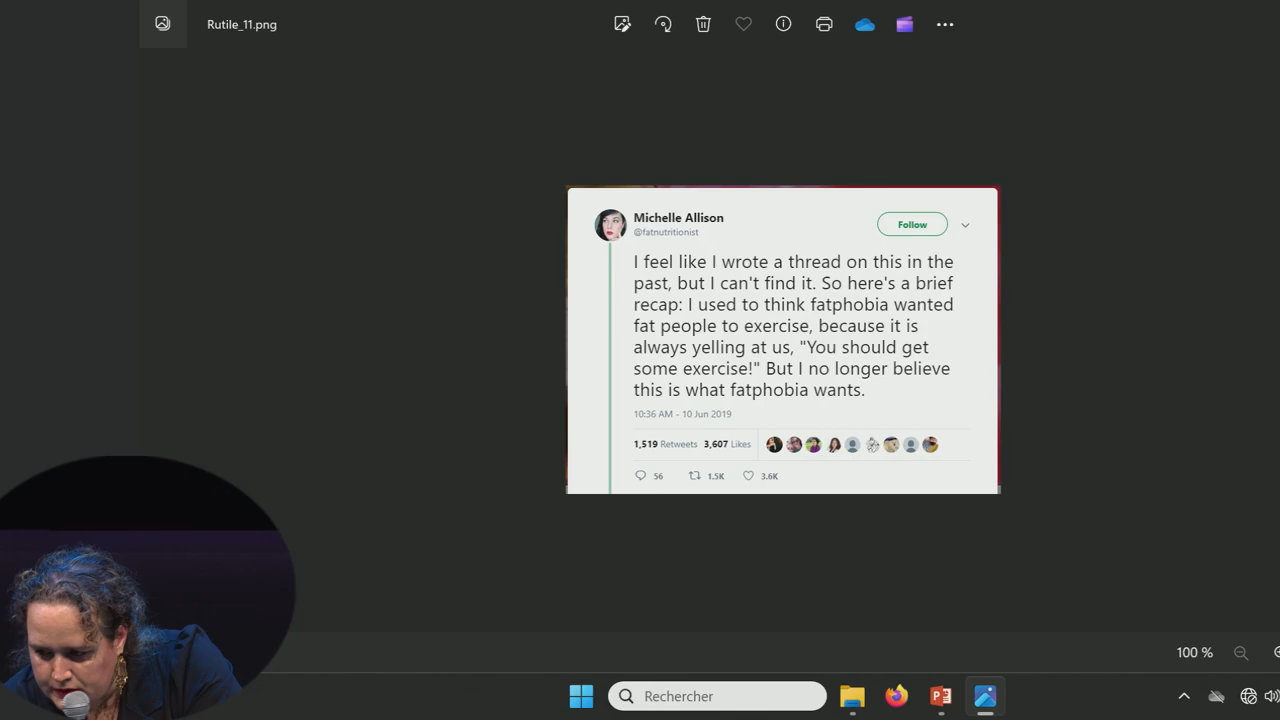 Rutile_11.png
Michelle Allison
@fatnutritionist
Follow
I feel like I wrote a thread on this in the
past, but I can't find it. So here's a brief
recap: I used to think fatphobia wanted
fat people to exercise, because it is
always yelling at us, "You should get
some exercise!" But I no longer believe
this is what fatphobia wants.
10:36 AM - 10 Jun 2019
1,519 Retweets 3,607 Likes
56 1.5K 3.6K
100 %
Rechercher